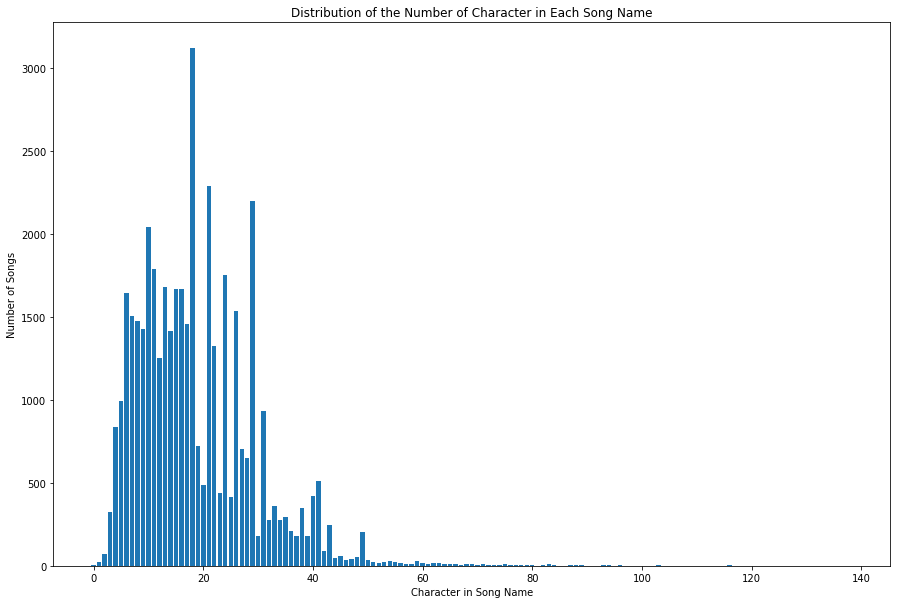 Distribution of the Number of Character in Each Song Name
3000
2500
2000
1500
1000
500
0
Number of Songs
0 20 40 60 80 100 120 140
Character in Song Name